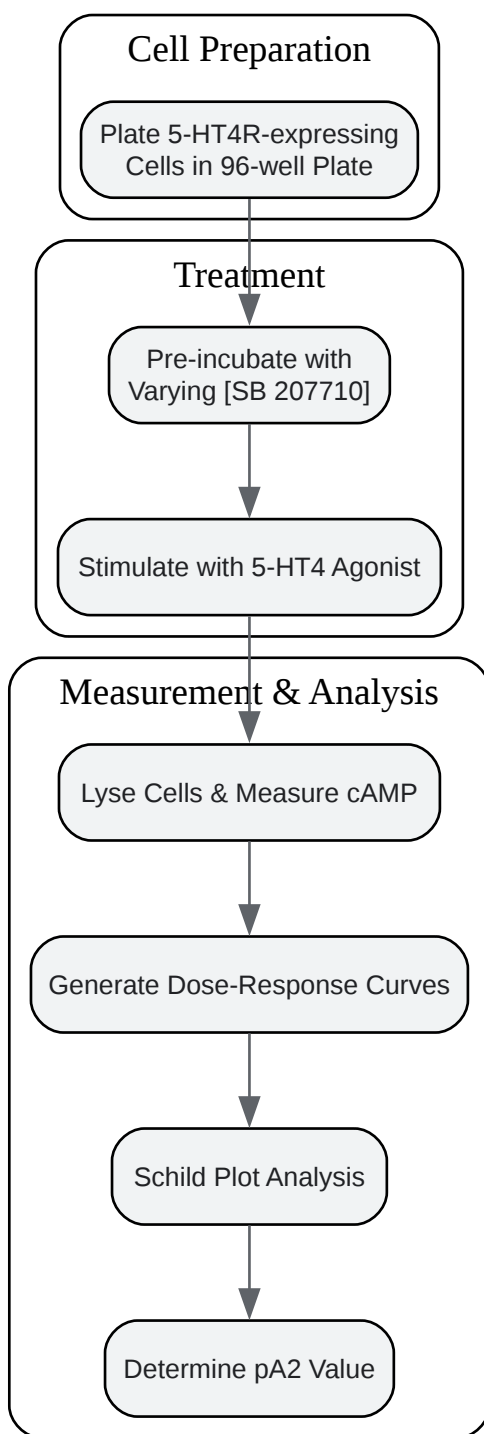 Cell Preparation
Plate 5-HT4R-expressing
Cells in 96-well Plate
Treatment
Pre-incubate with
Varying [SB 207710]
Stimulate with 5-HT4 Agonist
Measurement & Analysis
Lyse Cells & Measure cAMP
Generate Dose-Response Curves
Schild Plot Analysis
Determine pA2 Value